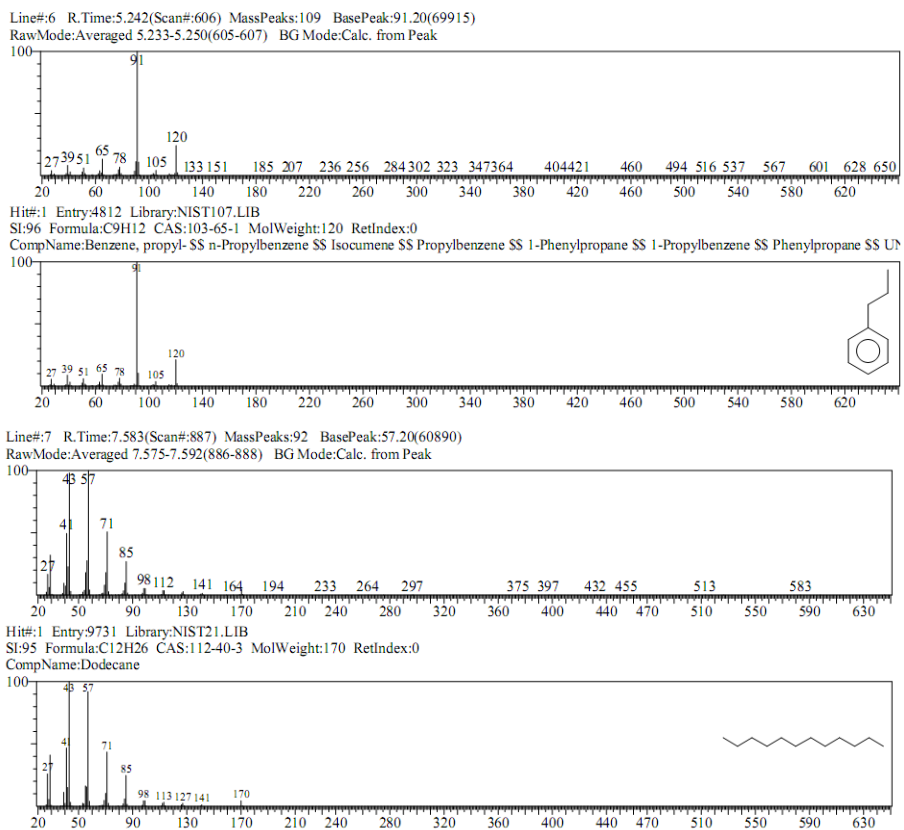 Line#:6 R.Time:5.242(Scan#:606) MassPeaks:109 BasePeak:91.20(69915)
RawMode:Averaged 5.233-5.250(605-607) BG Mode:Calc. from Peak
100
91
120
27 39 51 65 78 105 133 151 185 207 236 256 284 302 323 347 364 404 421 460 494 516 537 567 601 628 650
20 60 100 140 180 220 260 300 340 380 420 460 500 540 580 620
Hit#:1 Entry:4812 Library:NIST107.LIB
SI:96 Formula:C9H12 CAS:103-65-1 MolWeight:120 RetIndex:0
CompName:Benzene, propyl- $$ n-Propylbenzene $$ Isocumene $$ Propylbenzene $$ 1-Phenylpropane $$ 1-Propylbenzene $$ Phenylpropane $$ UN
100
91
120
27 39 51 65 78 105
20 60 100 140 180 220 260 300 340 380 420 460 500 540 580 620
Line#:7 R.Time:7.583(Scan#:887) MassPeaks:92 BasePeak:57.20(60890)
RawMode:Averaged 7.575-7.592(886-888) BG Mode:Calc. from Peak
100
43 57
41 71
85
27 98 112 141 164 194 233 264 297 375 397 432 455 513 583
20 50 90 130 170 210 240 280 320 360 400 440 470 510 550 590 630
Hit#:1 Entry:9731 Library:NIST21.LIB
SI:95 Formula:C12H26 CAS:112-40-3 MolWeight:170 RetIndex:0
CompName:Dodecane
100
43 57
41 71
27 85
98 113 127 141 170
20 50 90 130 170 210 240 280 320 360 400 440 470 510 550 590 630